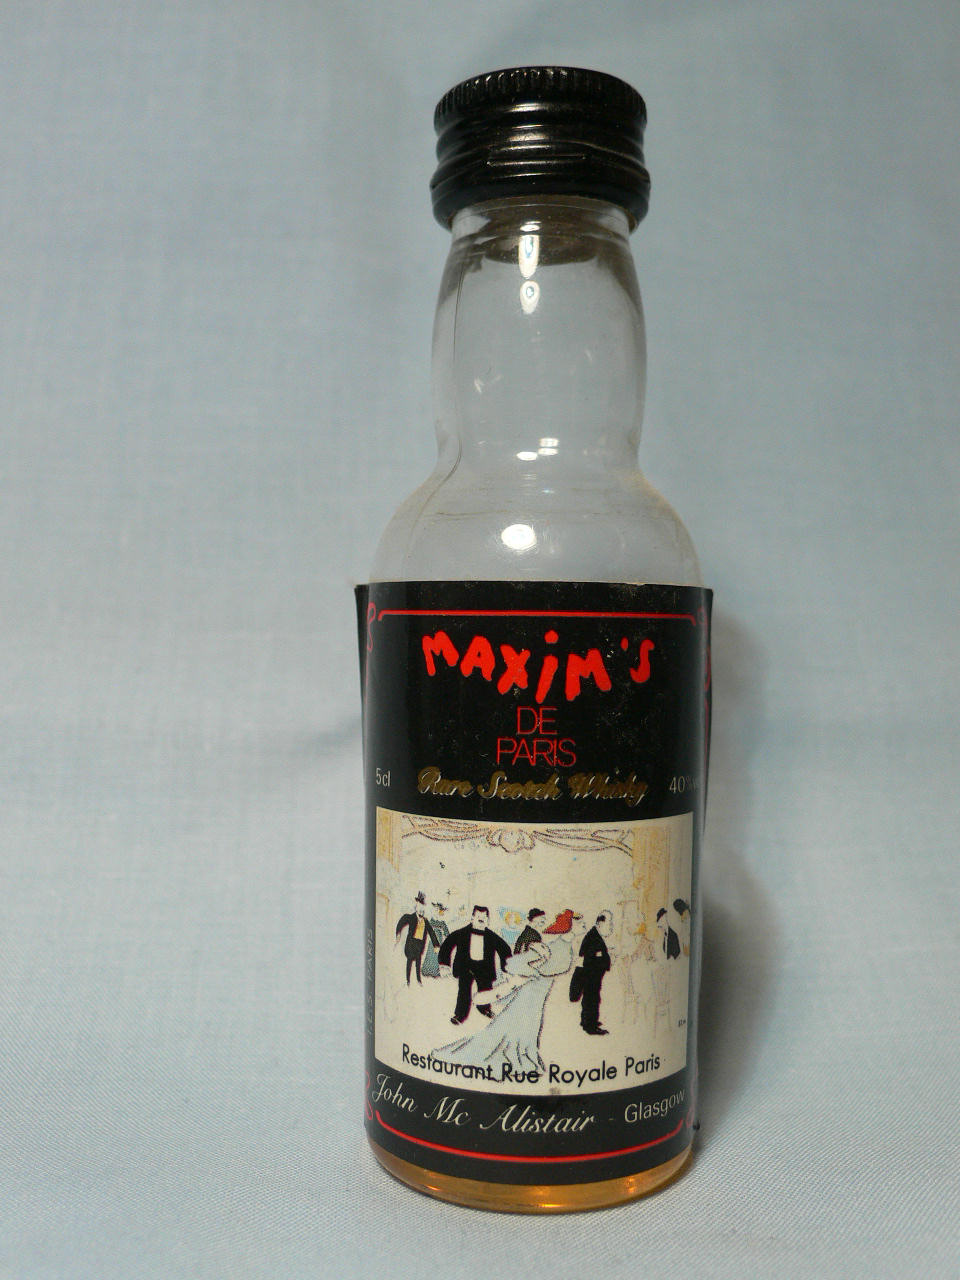 MAXiM'S
DE
PARIS
5cl Rare Scotch Whisky 40%
Restaurant Rue Royale Paris
John Mc Alistair - Glasgow